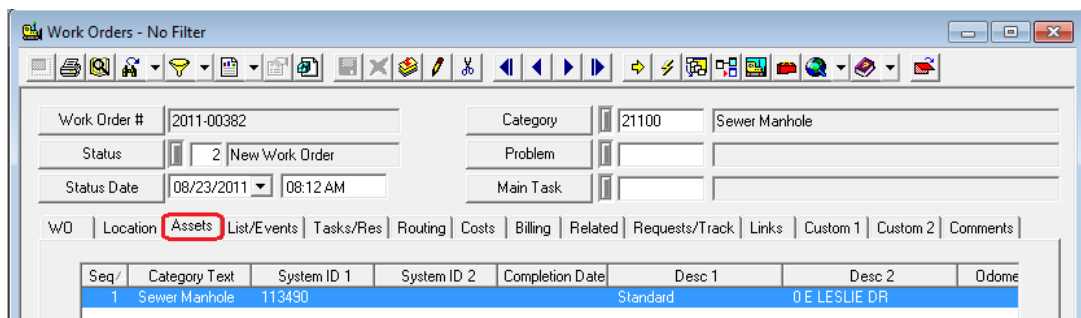 Work Orders - No Filter
Work Order # 2011-00382 Category 21100 Sewer Manhole
Status 2 New Work Order Problem
Status Date 08/23/2011 08:12 AM Main Task
WO Location Assets List/Events Tasks/Res Routing Costs Billing Related Requests/Track Links Custom 1 Custom 2 Comments
Seq Category Text System ID 1 System ID 2 Completion Date Desc 1 Desc 2 Odome
1 Sewer Manhole 113490 Standard 0 E LESLIE DR